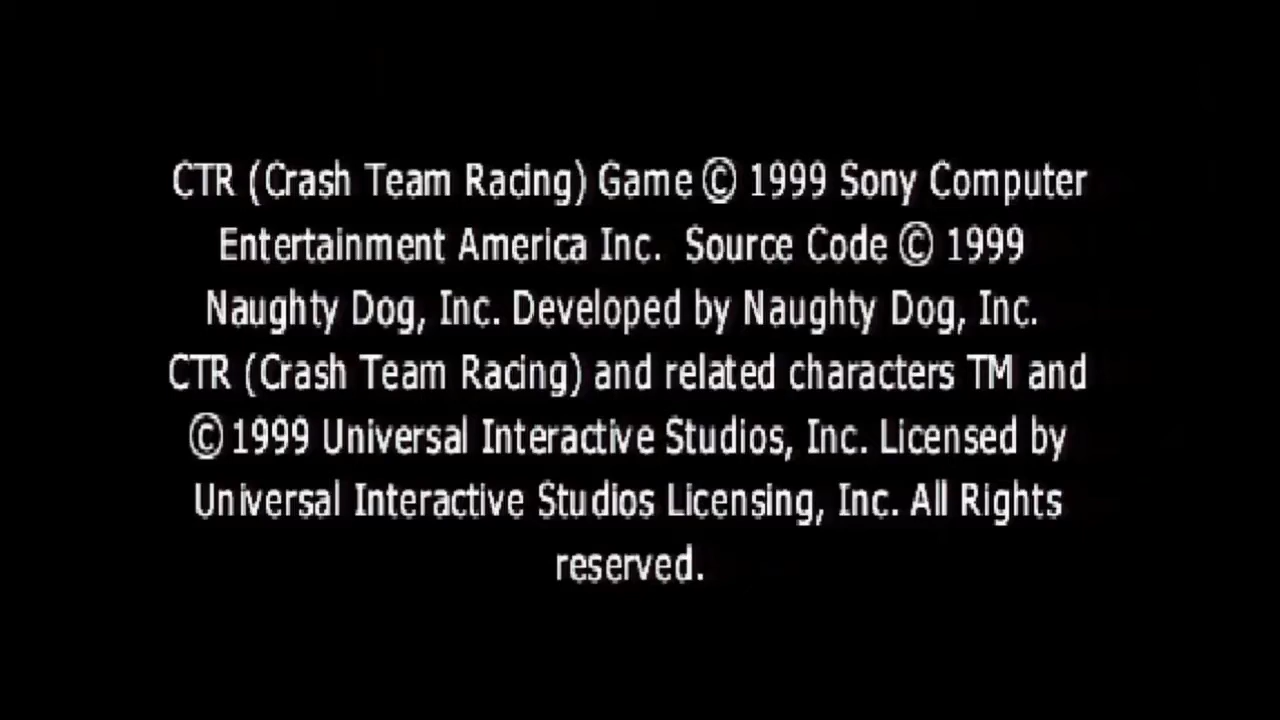 CTR (Crash Team Racing) Game © 1999 Sony Computer
Entertainment America Inc.  Source Code © 1999
Naughty Dog, Inc. Developed by Naughty Dog, Inc.
CTR (Crash Team Racing) and related characters TM and
© 1999 Universal Interactive Studios, Inc. Licensed by
Universal Interactive Studios Licensing, Inc. All Rights
reserved.